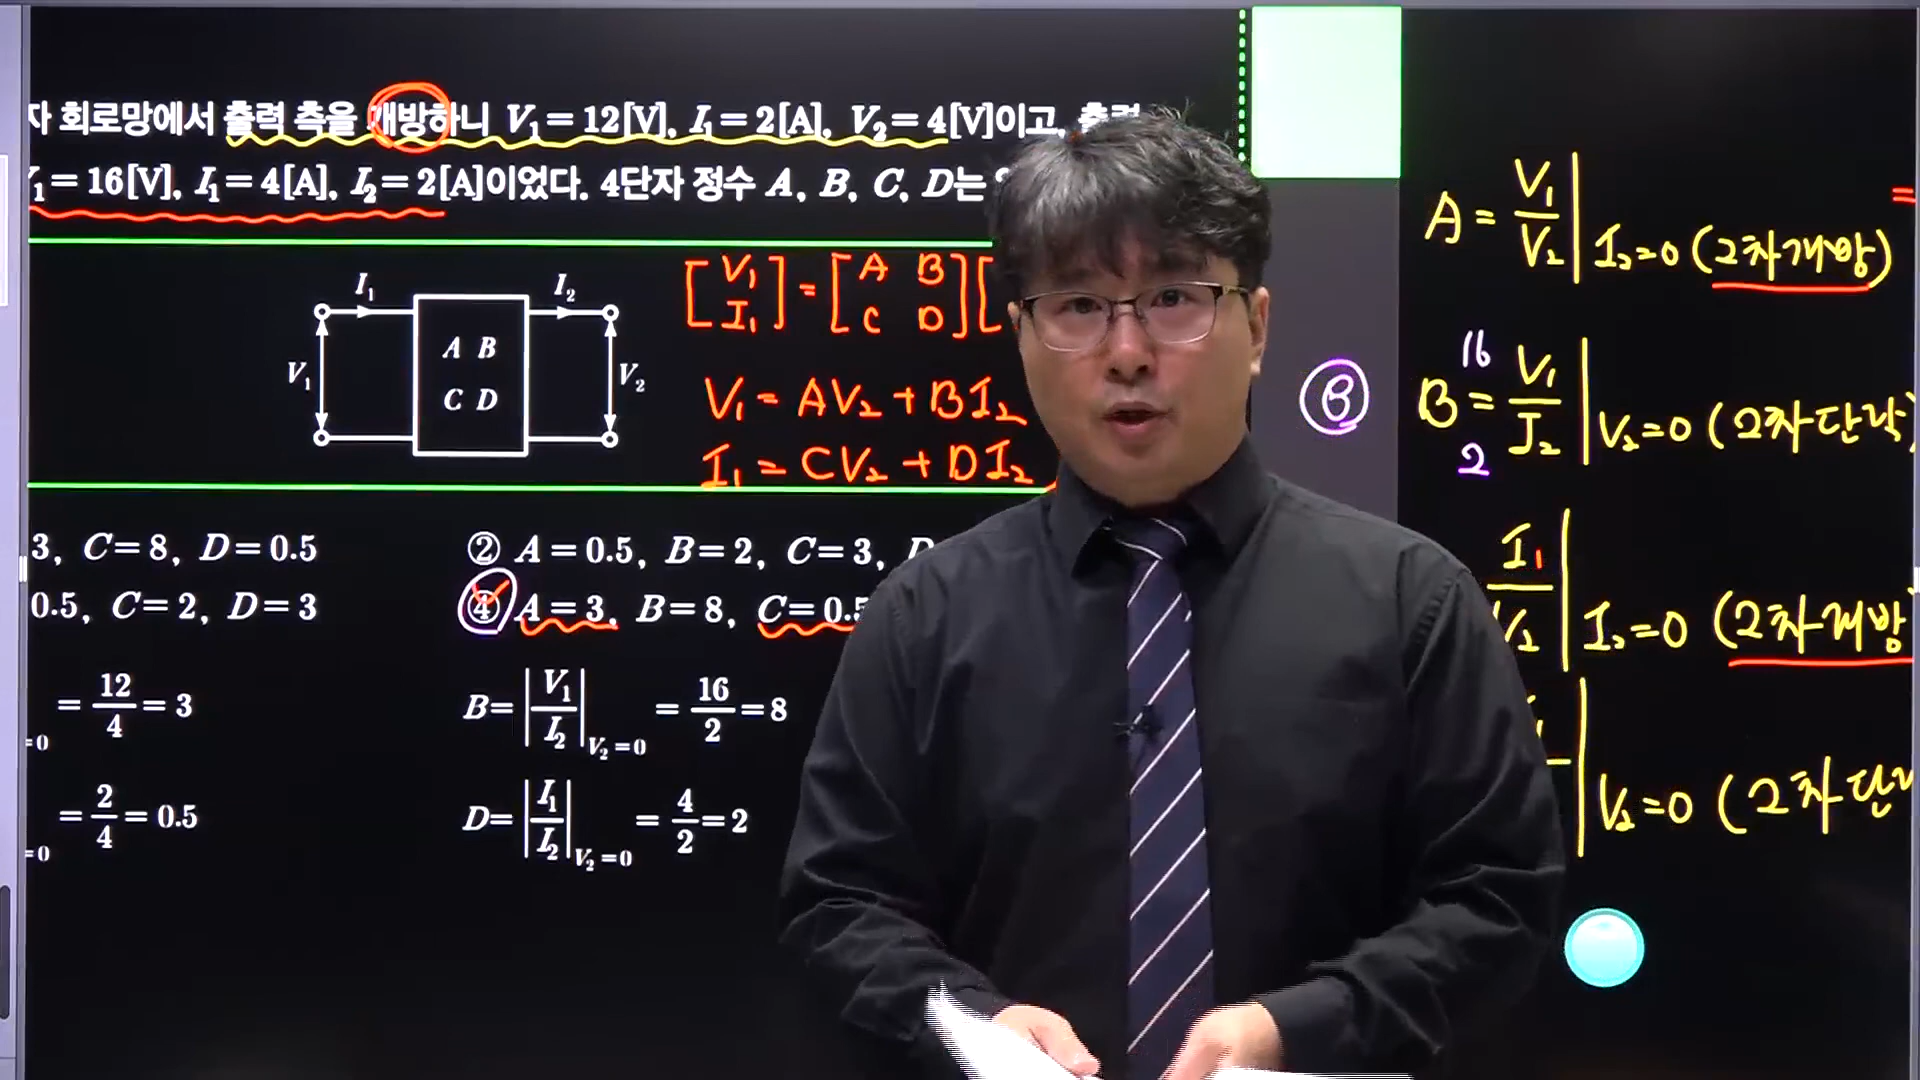 자 회로망에서 출력 측을 개방하니 V₁=12[V], I₁=2[A], V₂=4[V]이고, 출력
V₁=16[V], I₁=4[A], I₂=2[A]이었다. 4단자 정수 A, B, C, D는
I₁ I₂
V₁ A B V₂
C D
[V₁ I₁] = [A B C D] [
V₁ = AV₂ + BI₂
I₁ = CV₂ + DI₂
3, C=8, D=0.5
② A=0.5, B=2, C=3, D
0.5, C=2, D=3
④ A=3, B=8, C=0.5
=0 = 12/4 = 3
B= |V₁/I₂| V₂=0 = 16/2 = 8
=0 = 2/4 = 0.5
D= |I₁/I₂| V₂=0 = 4/2 = 2
A = V₁/V₂ | I₂=0 (2차개방) =
Ⓑ
16
B = V₁/I₂ | V₂=0 (2차단락)
2
I₁/V₂ | I₂=0 (2차개방)
| V₂=0 (2차단